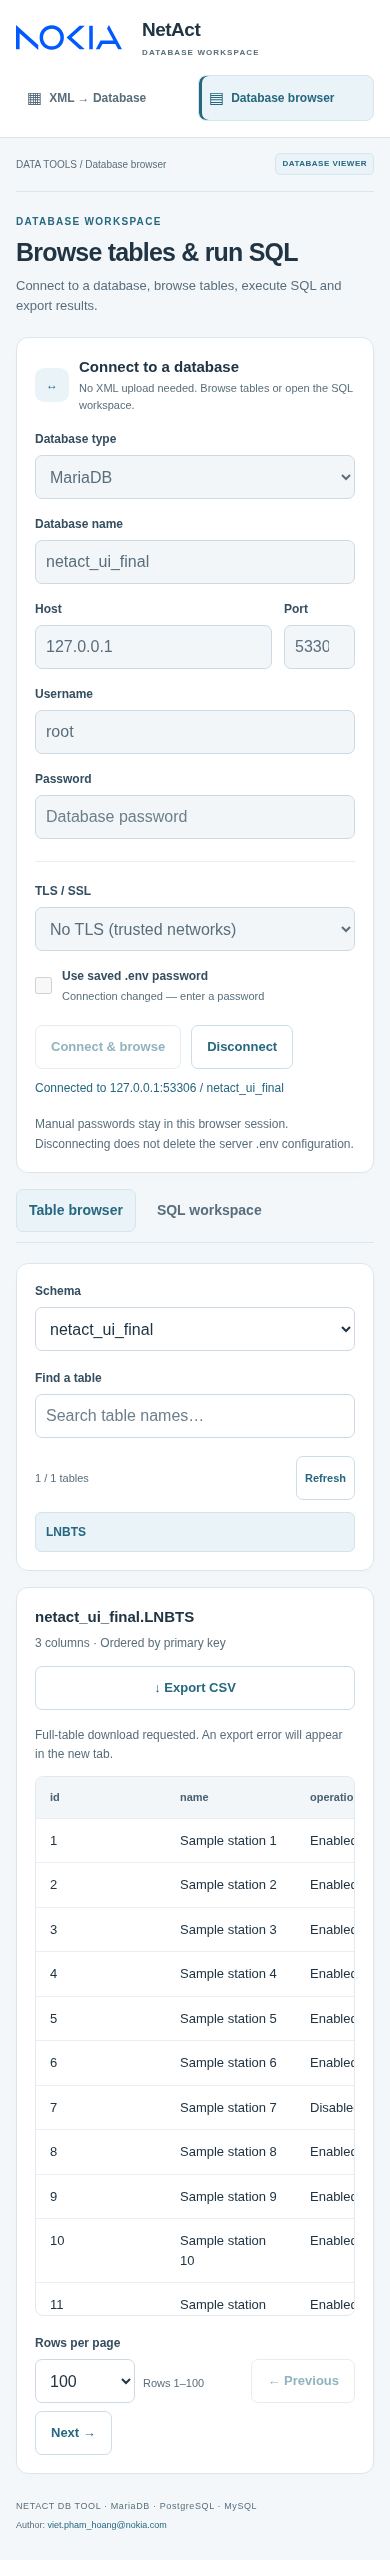 NOKIA
NetAct
DATABASE WORKSPACE
XML → Database
Database browser
DATA TOOLS / Database browser
DATABASE VIEWER
DATABASE WORKSPACE
Browse tables & run SQL
Connect to a database, browse tables, execute SQL and
export results.
↔
Connect to a database
No XML upload needed. Browse tables or open the SQL
workspace.
Database type
MariaDB
Database name
netact_ui_final
Host
Port
127.0.0.1
5330
Username
root
Password
Database password
TLS / SSL
No TLS (trusted networks)
Use saved .env password
Connection changed — enter a password
Connect & browse
Disconnect
Connected to 127.0.0.1:53306 / netact_ui_final
Manual passwords stay in this browser session.
Disconnecting does not delete the server .env configuration.
Table browser
SQL workspace
Schema
netact_ui_final
Find a table
Search table names…
1 / 1 tables
Refresh
LNBTS
netact_ui_final.LNBTS
3 columns · Ordered by primary key
↓ Export CSV
Full-table download requested. An export error will appear
in the new tab.
id name operatio
1 Sample station 1 Enabled
2 Sample station 2 Enabled
3 Sample station 3 Enabled
4 Sample station 4 Enabled
5 Sample station 5 Enabled
6 Sample station 6 Enabled
7 Sample station 7 Disable
8 Sample station 8 Enabled
9 Sample station 9 Enabled
10 Sample station Enabled
10
11 Sample station Enabled
Rows per page
100
Rows 1–100
← Previous
Next →
NETACT DB TOOL · MariaDB · PostgreSQL · MySQL
Author: viet.pham_hoang@nokia.com